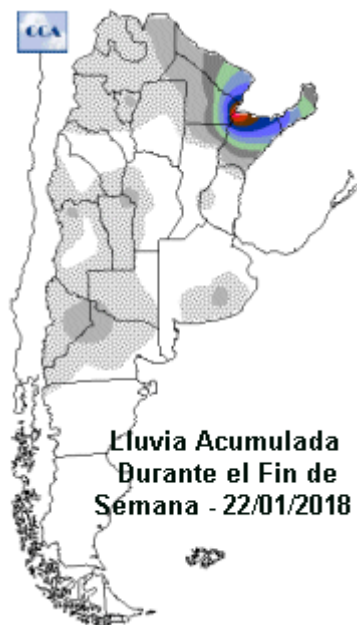 CCA
Lluvia Acumulada
Durante el Fin de
Semana - 22/01/2018